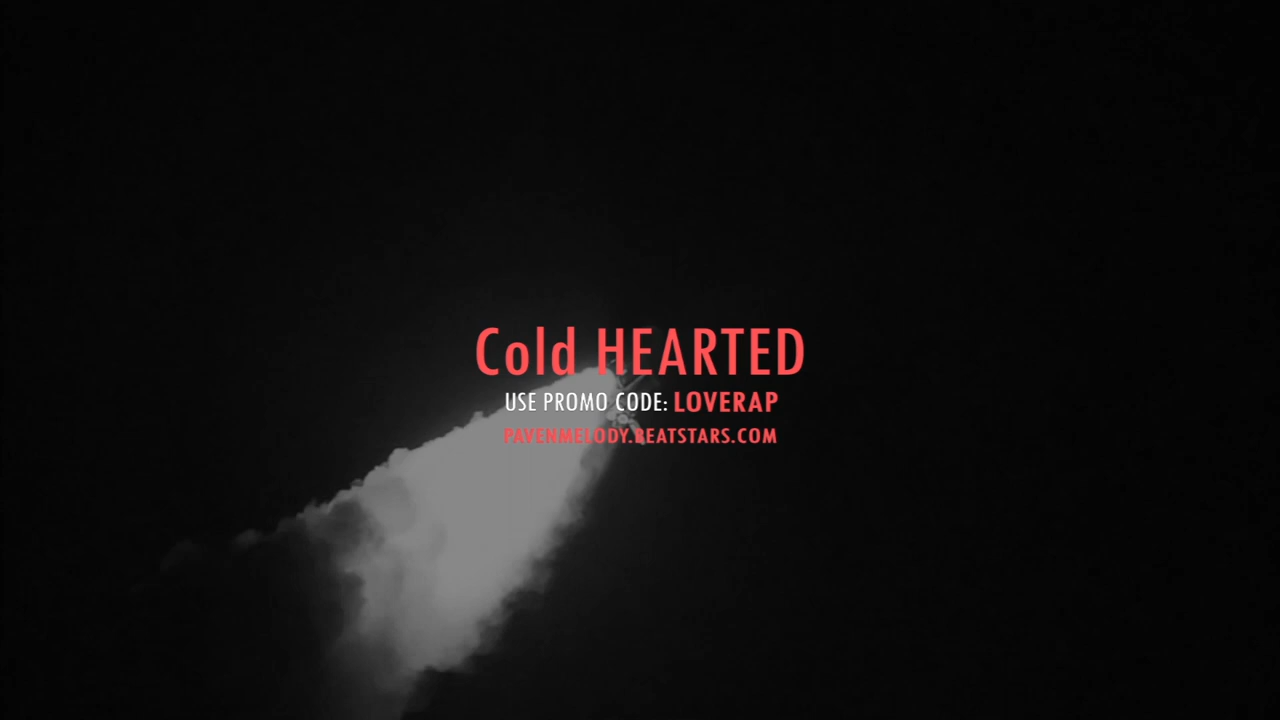 Cold HEARTED
USE PROMO CODE: LOVERAP
PAVENMELODY.BEATSTARS.COM